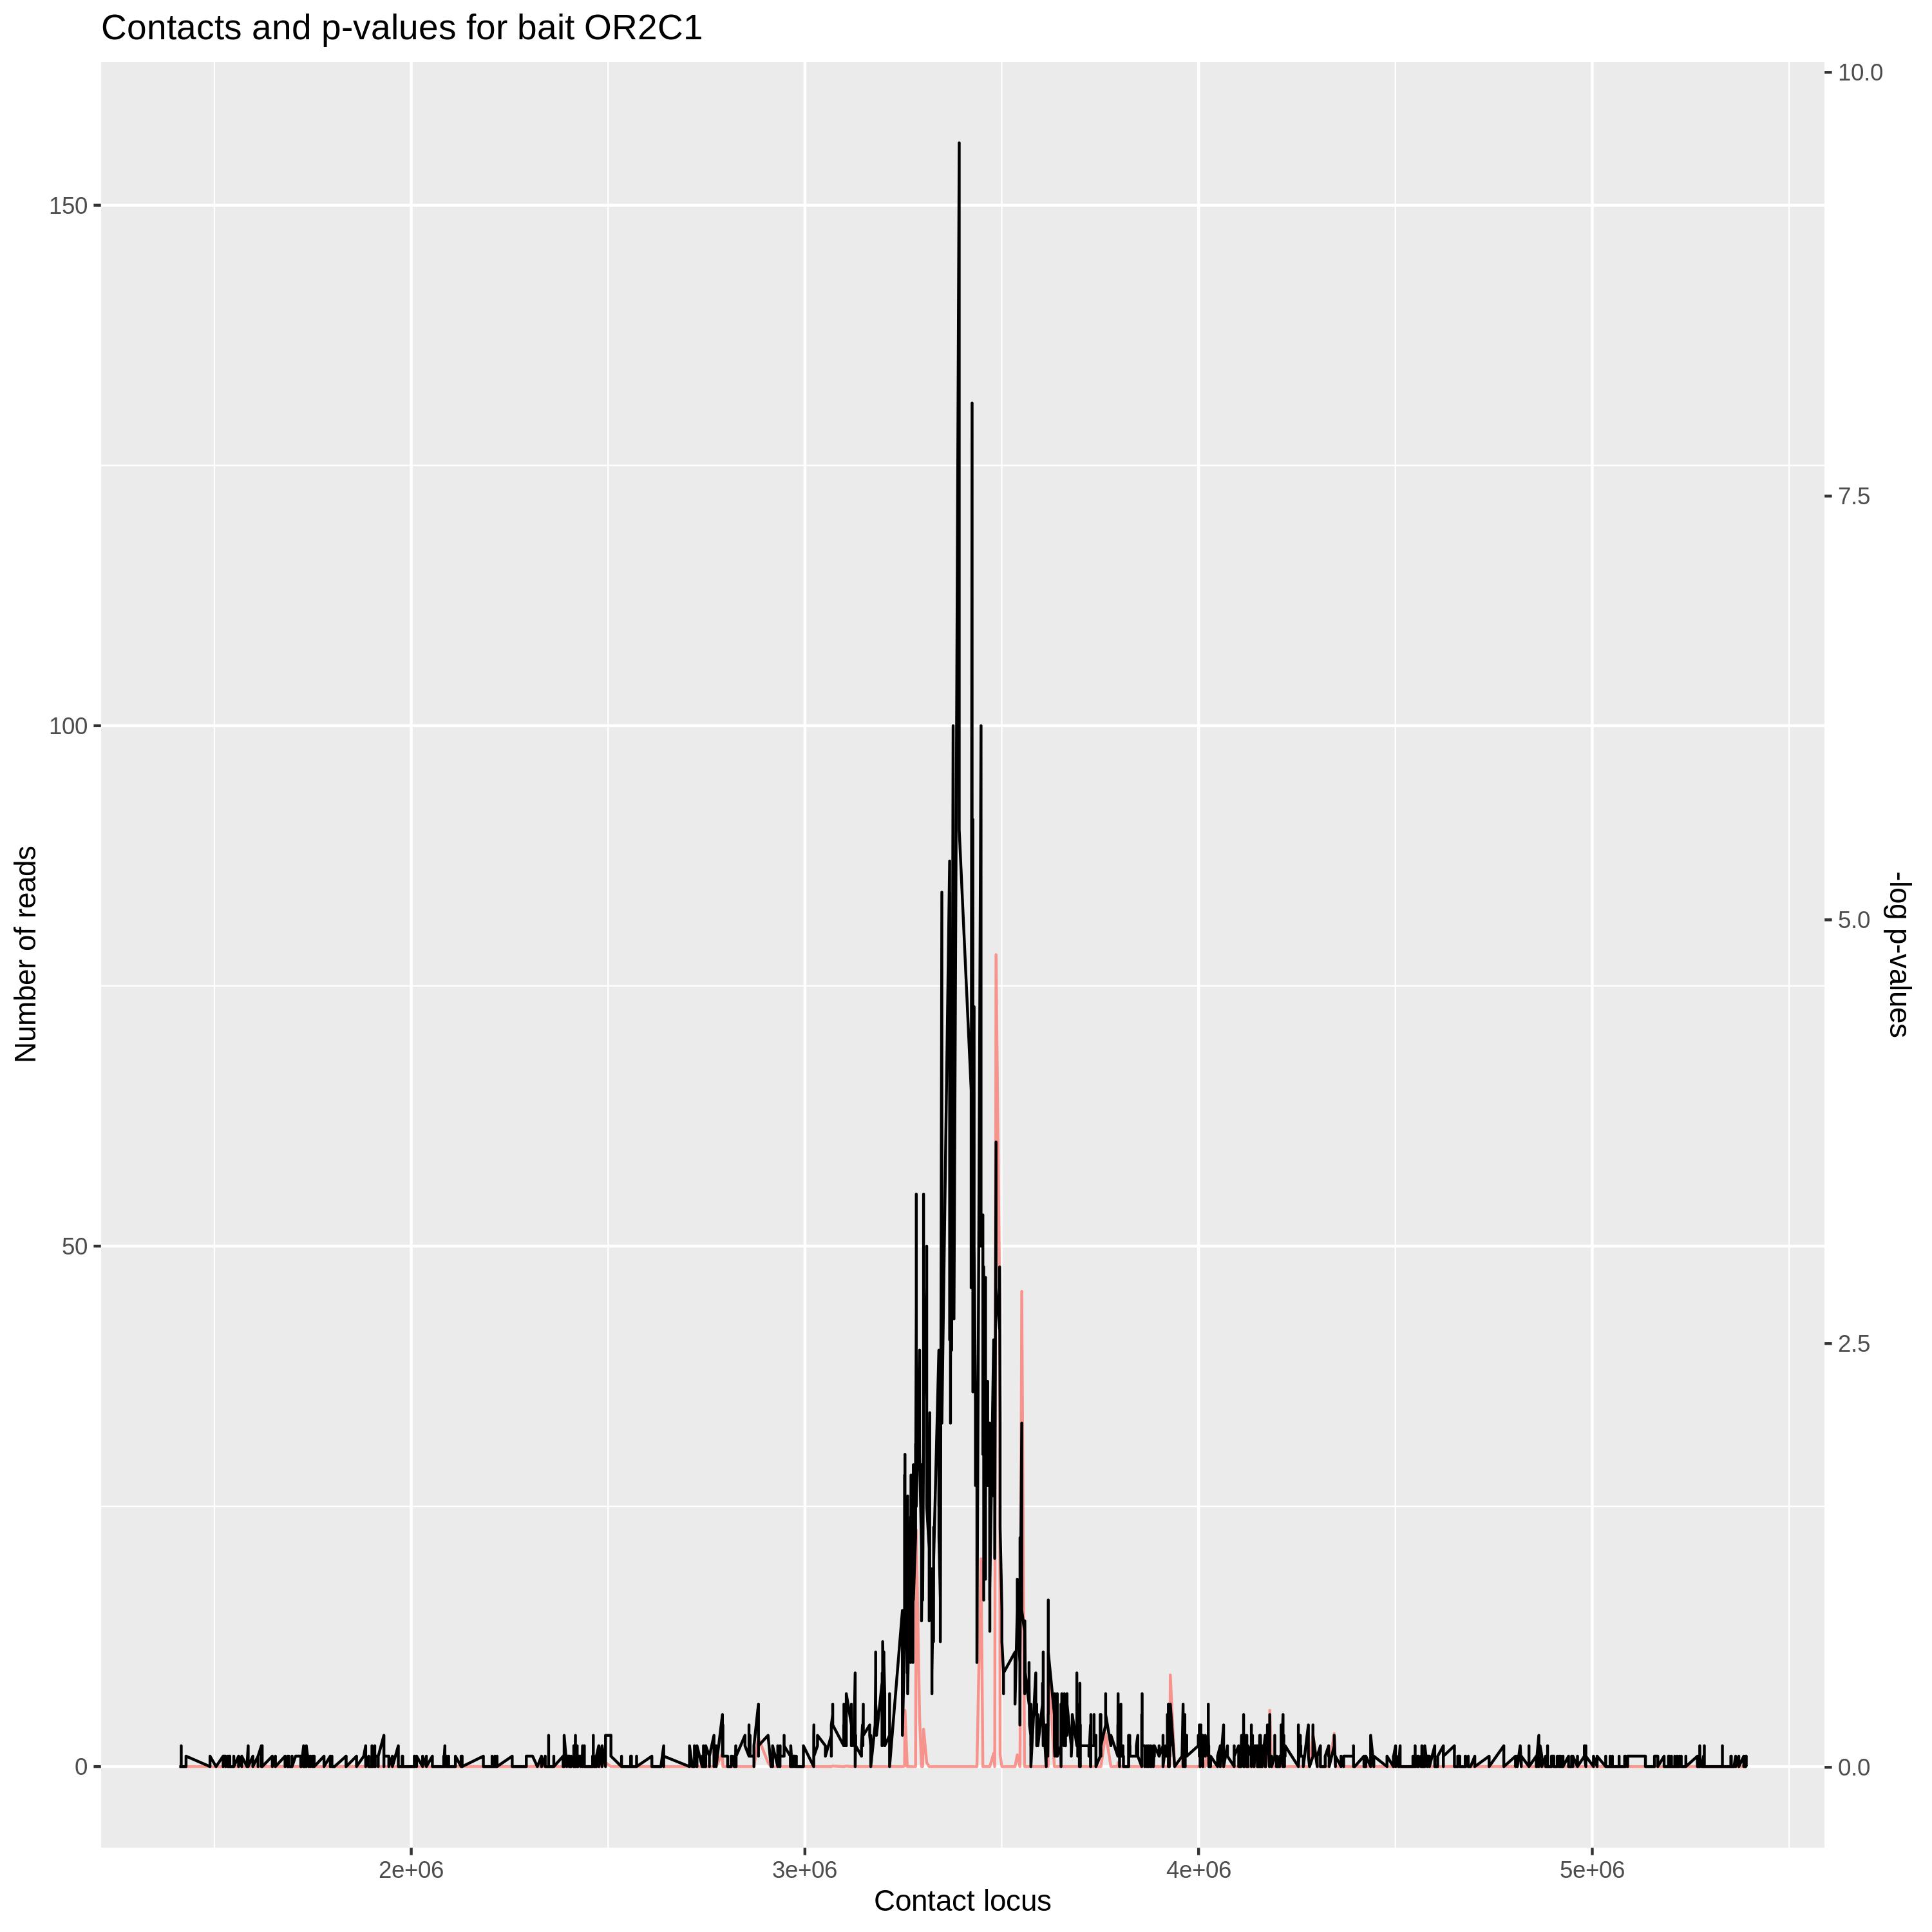 Contacts and p-values for bait OR2C1
10.0
150
7.5
100
5.0
Number of reads
-log p-values
50
2.5
0
0.0
2e+06
3e+06
4e+06
5e+06
Contact locus